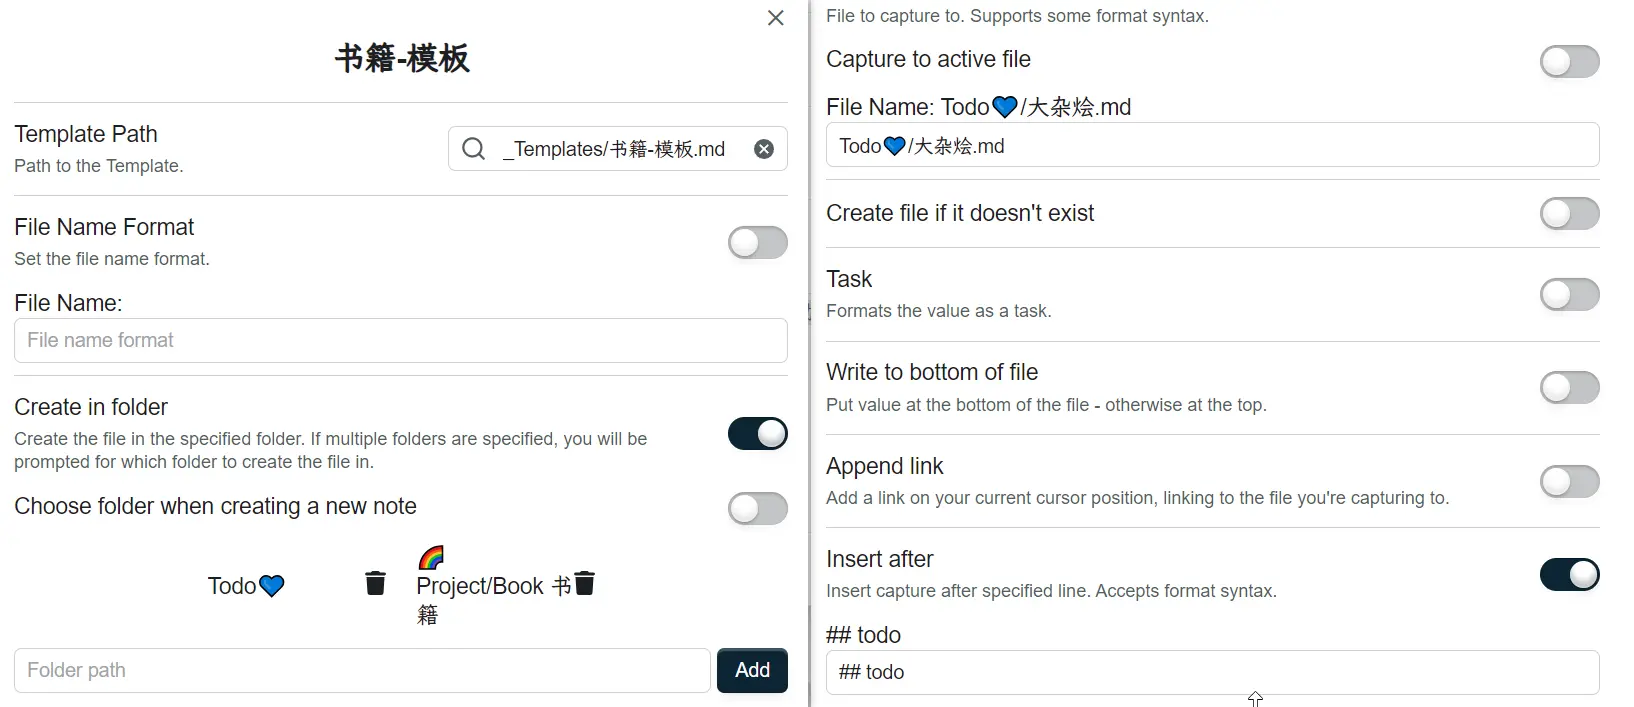 书籍-模板
Template Path
Path to the Template.
_Templates/书籍-模板.md
File Name Format
Set the file name format.
File Name:
File name format
Create in folder
Create the file in the specified folder. If multiple folders are specified, you will be
prompted for which folder to create the file in.
Choose folder when creating a new note
Todo💙
🌈
Project/Book 书
籍
Folder path
Add
File to capture to. Supports some format syntax.
Capture to active file
File Name: Todo💙/大杂烩.md
Todo💙/大杂烩.md
Create file if it doesn't exist
Task
Formats the value as a task.
Write to bottom of file
Put value at the bottom of the file - otherwise at the top.
Append link
Add a link on your current cursor position, linking to the file you're capturing to.
Insert after
Insert capture after specified line. Accepts format syntax.
## todo
## todo